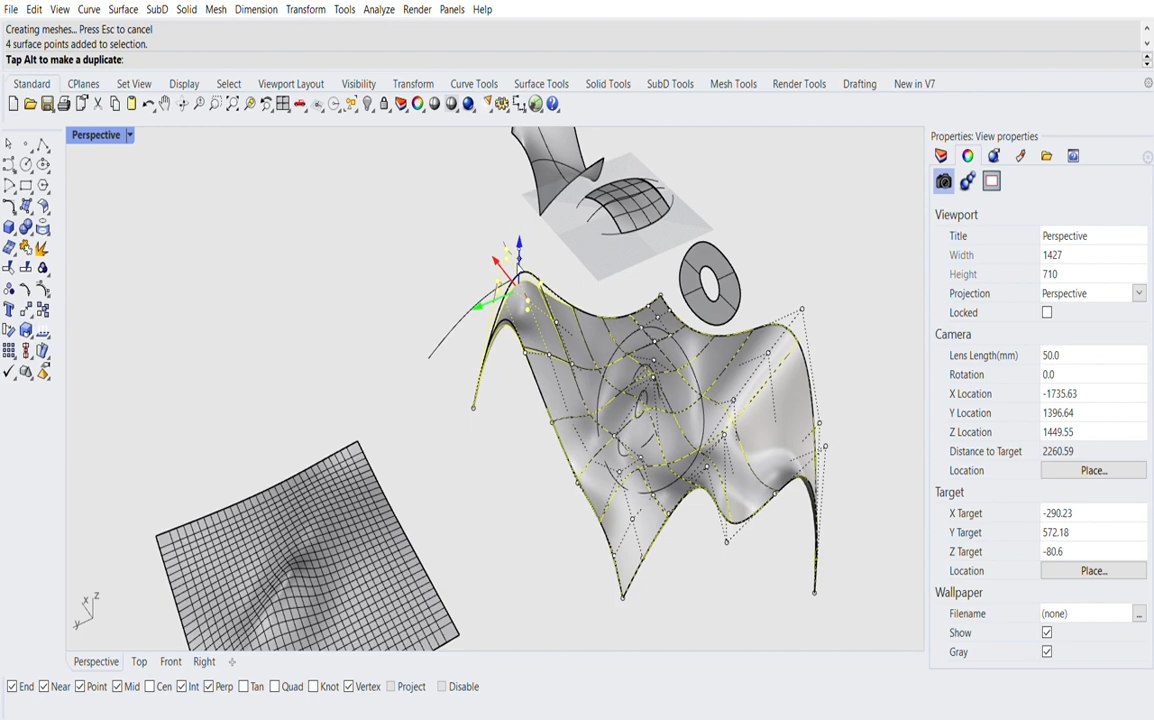 File Edit View Curve Surface SubD Solid Mesh Dimension Transform Tools Analyze Render Panels Help
Creating meshes... Press Esc to cancel
4 surface points added to selection.
Tap Alt to make a duplicate:
Standard CPlanes Set View Display Select Viewport Layout Visibility Transform Curve Tools Surface Tools Solid Tools SubD Tools Mesh Tools Render Tools Drafting New in V7
Perspective
Properties: View properties
Viewport
Title Perspective
Width 1427
Height 710
Projection Perspective
Locked
Camera
Lens Length(mm) 50.0
Rotation 0.0
X Location -1735.63
Y Location 1396.64
Z Location 1449.55
Distance to Target 2260.59
Location Place...
Target
X Target -290.23
Y Target 572.18
Z Target -80.6
Location Place...
Wallpaper
Filename (none) ...
Show
Gray
x z
y
Perspective Top Front Right
End Near Point Mid Cen Int Perp Tan Quad Knot Vertex Project Disable